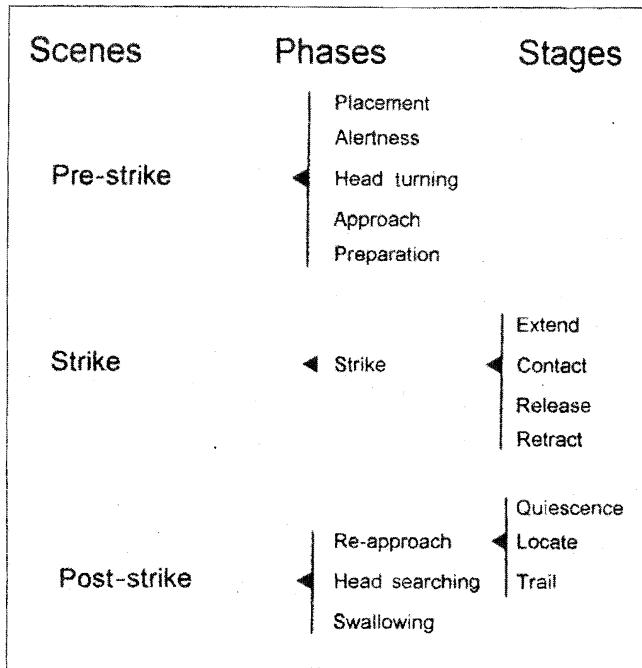 Scenes Phases Stages
Placement
Alertness
Pre-strike Head turning
Approach
Preparation
Extend
Strike Strike Contact
Release
Retract
Quiescence
Re-approach Locate
Post-strike Head searching Trail
Swallowing